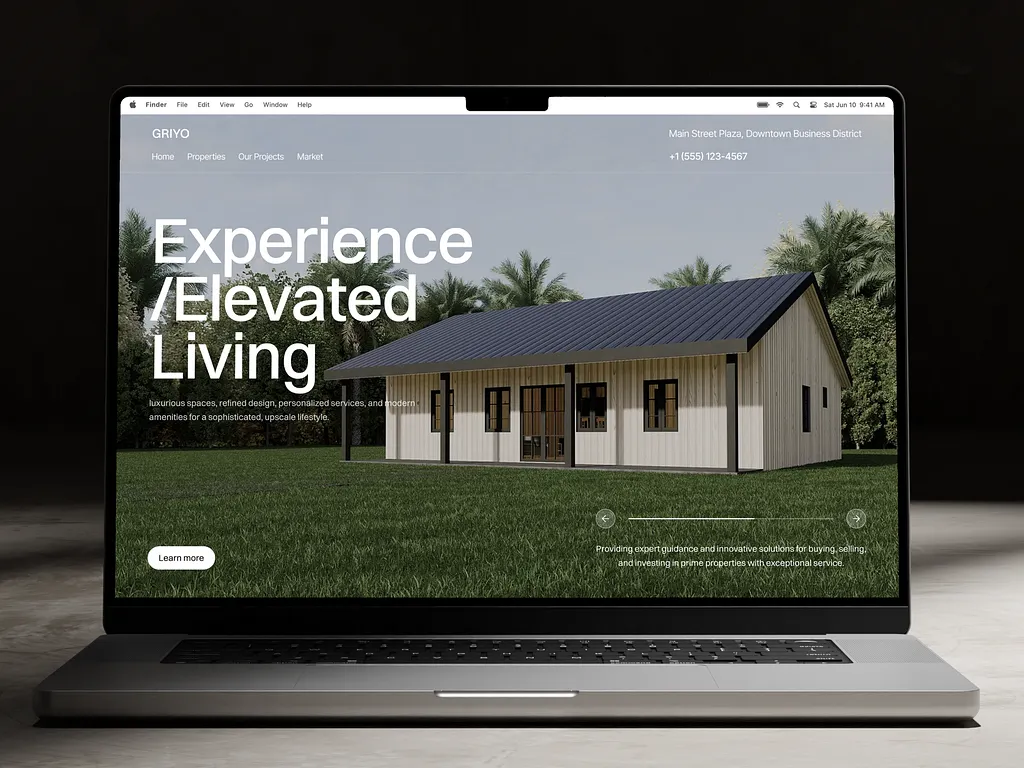 Finder File Edit View Go Window Help
Sat Jun 10 9:41 AM
GRIYO
Main Street Plaza, Downtown Business District
Home Properties Our Projects Market
+1 (555) 123-4567
Experience
/Elevated
Living
luxurious spaces, refined design, personalized services, and modern
amenities for a sophisticated, upscale lifestyle.
Learn more
Providing expert guidance and innovative solutions for buying, selling,
and investing in prime properties with exceptional service.